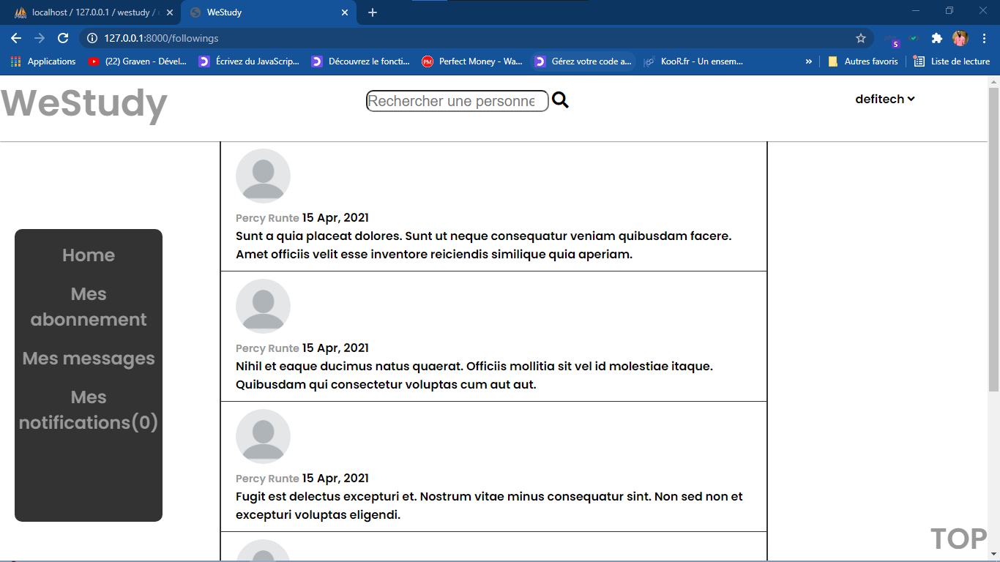 localhost / 127.0.0.1 / westudy /
WeStudy
127.0.0.1:8000/followings
5
Applications
(22) Graven - Dével...
Écrivez du JavaScrip...
Découvrez le foncti...
PM
Perfect Money - Wa...
Gérez votre code a...
KooR.fr - Un ensem...
»
Autres favoris
Liste de lecture
WeStudy
Rechercher une personne
defitech
Home
Mes
abonnement
Mes messages
Mes
notifications(0)
Percy Runte 15 Apr, 2021
Sunt a quia placeat dolores. Sunt ut neque consequatur veniam quibusdam facere.
Amet officiis velit esse inventore reiciendis similique quia aperiam.
Percy Runte 15 Apr, 2021
Nihil et eaque ducimus natus quaerat. Officiis mollitia sit vel id molestiae itaque.
Quibusdam qui consectetur voluptas cum aut aut.
Percy Runte 15 Apr, 2021
Fugit est delectus excepturi et. Nostrum vitae minus consequatur sint. Non sed non et
excepturi voluptas eligendi.
TOP